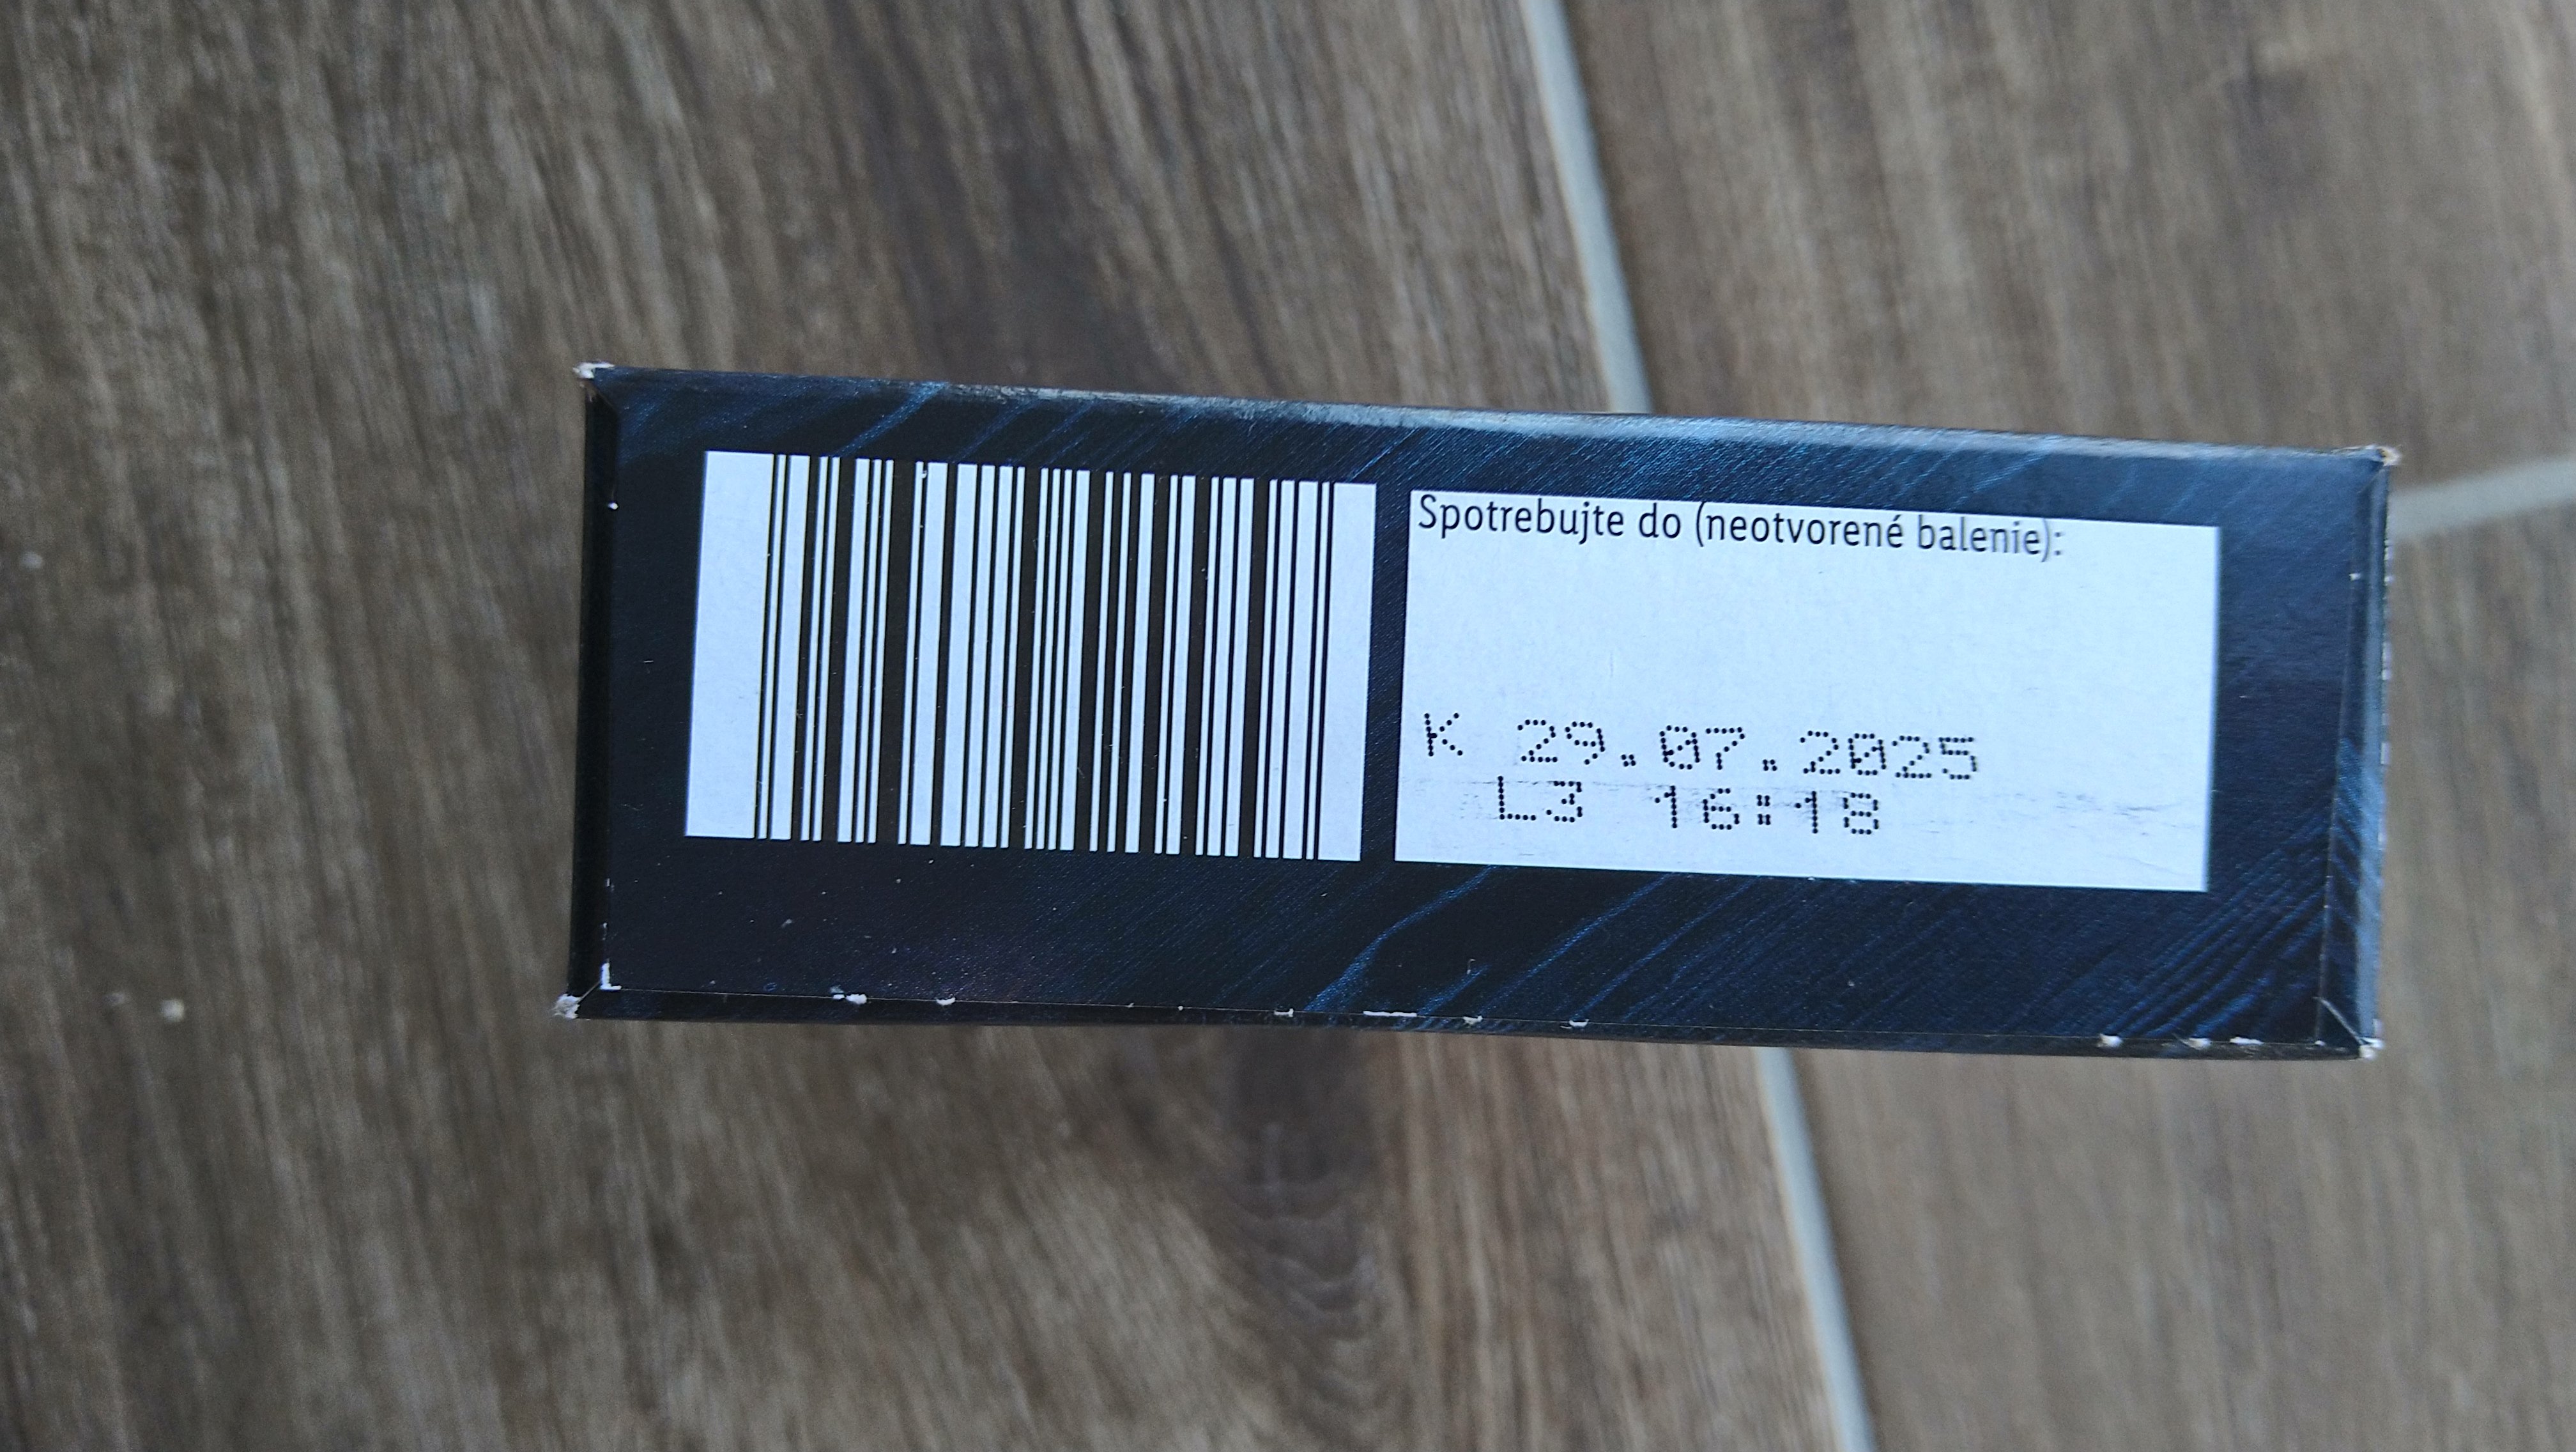 Spotrebujte do (neotvorené balenie):
K 29.07.2025
L3 16:18